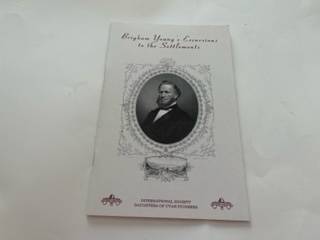 Brigham Young's Excursions
to the Settlements
INTERNATIONAL SOCIETY
DAUGHTERS OF UTAH PIONEERS